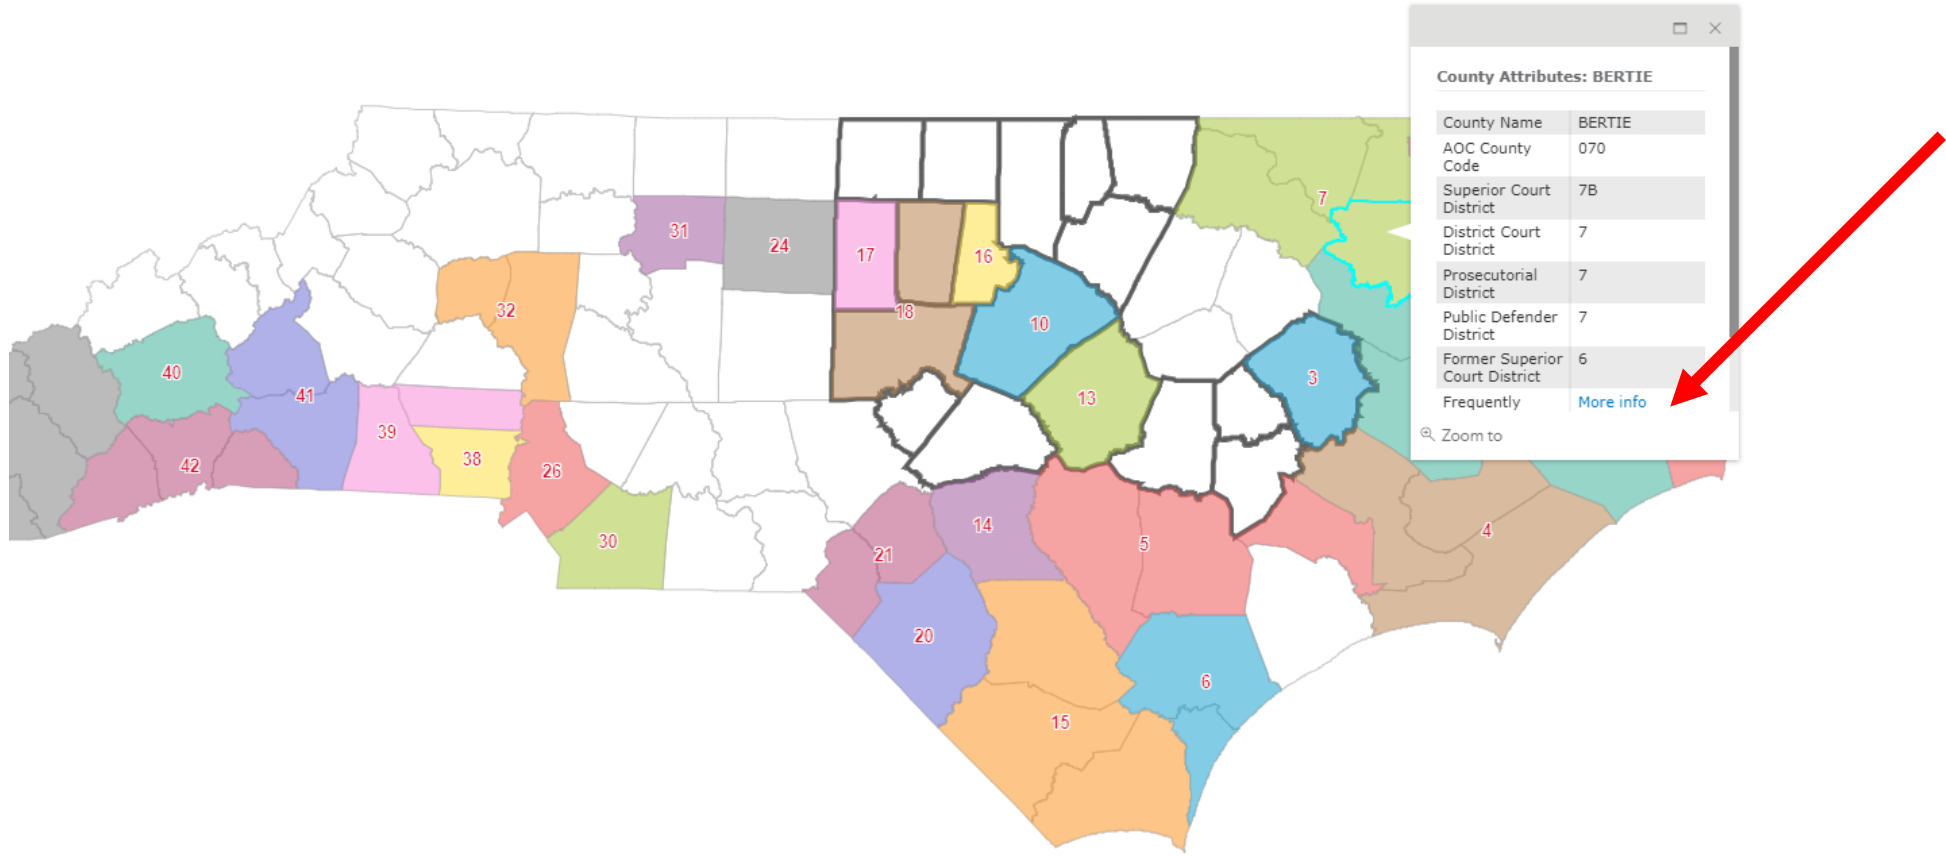 County Attributes: BERTIE
County Name BERTIE
AOC County 070
Code
Superior Court 7B
District
District Court 7
District
Prosecutorial 7
District
Public Defender 7
District
Former Superior 6
Court District
Frequently More info
Zoom to
7
31
24
17
16
32
18
10
40
3
41
13
39
38
42
26
14
4
30
21
5
20
6
15